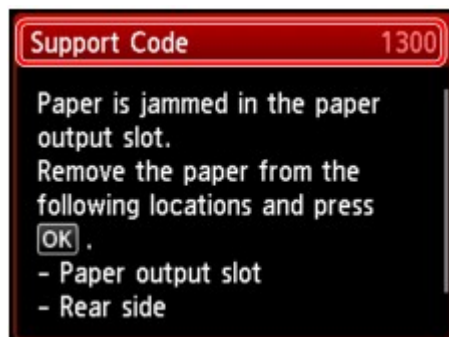 Support Code 1300
Paper is jammed in the paper
output slot.
Remove the paper from the
following locations and press
OK .
- Paper output slot
- Rear side